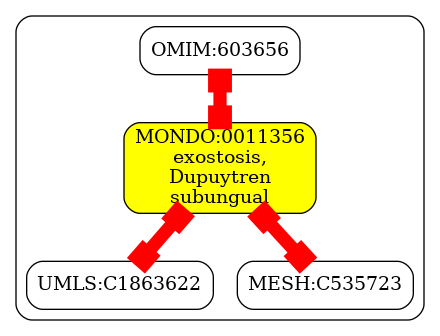 OMIM:603656
MONDO:0011356
exostosis,
Dupuytren
subungual
UMLS:C1863622
MESH:C535723